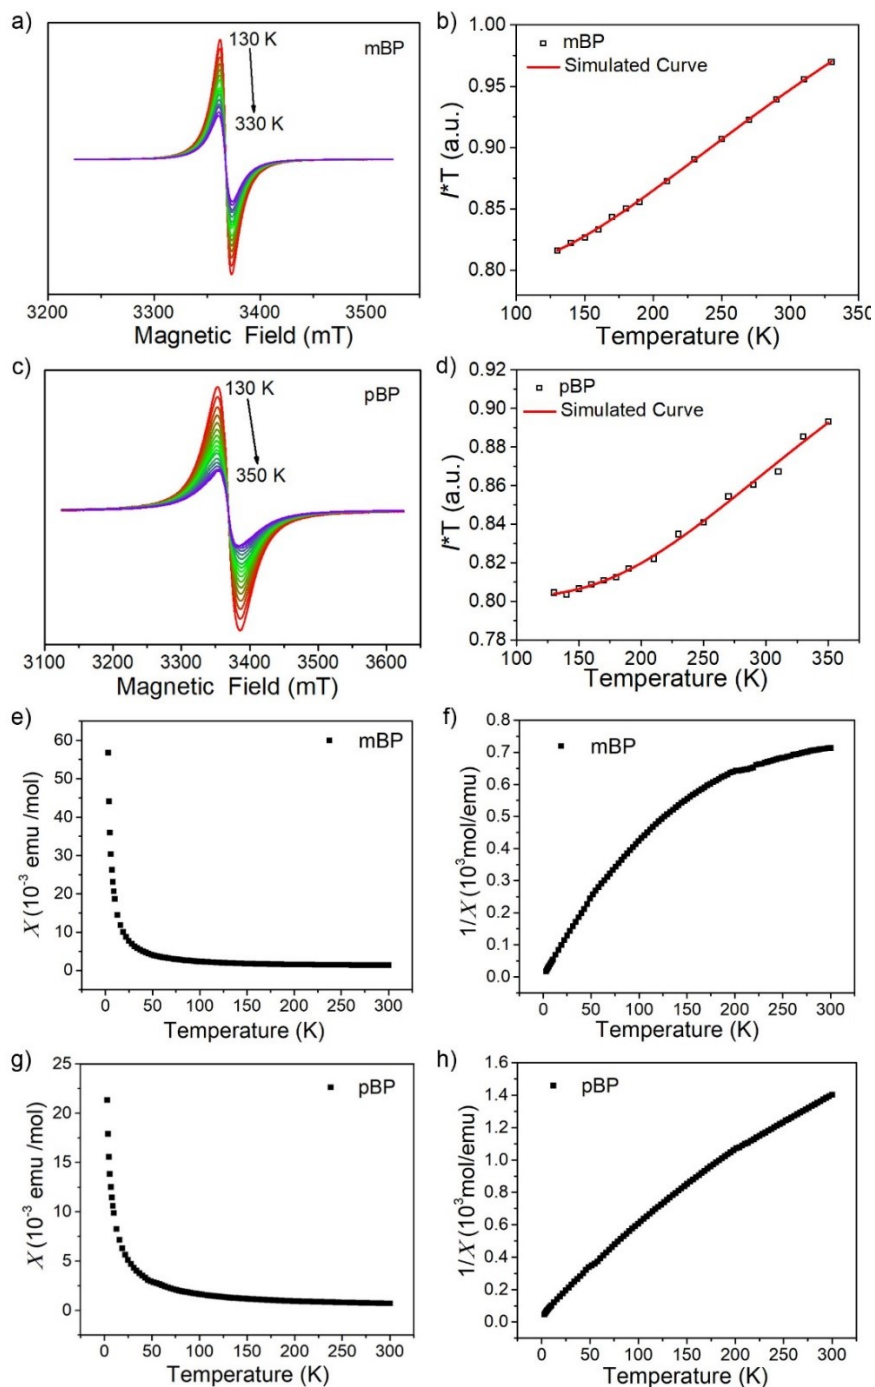 a)
130 K
330 K
mBP
3200 3300 3400 3500
Magnetic Field (mT)
b)
mBP
Simulated Curve
1.00
0.95
0.90
0.85
0.80
I*T (a.u.)
100 150 200 250 300 350
Temperature (K)
c)
130 K
350 K
pBP
3100 3200 3300 3400 3500 3600
Magnetic Field (mT)
d)
pBP
Simulated Curve
0.92
0.90
0.88
0.86
0.84
0.82
0.80
0.78
I*T (a.u.)
100 150 200 250 300 350
Temperature (K)
e)
mBP
60
50
40
30
20
10
0
X (10⁻³ emu /mol)
0 50 100 150 200 250 300
Temperature (K)
f)
mBP
0.8
0.7
0.6
0.5
0.4
0.3
0.2
0.1
0.0
1/X (10³mol/emu)
0 50 100 150 200 250 300
Temperature (K)
g)
pBP
25
20
15
10
5
0
X (10⁻³ emu /mol)
0 50 100 150 200 250 300
Temperature (K)
h)
pBP
1.6
1.4
1.2
1.0
0.8
0.6
0.4
0.2
0.0
1/X (10³mol/emu)
0 50 100 150 200 250 300
Temperature (K)